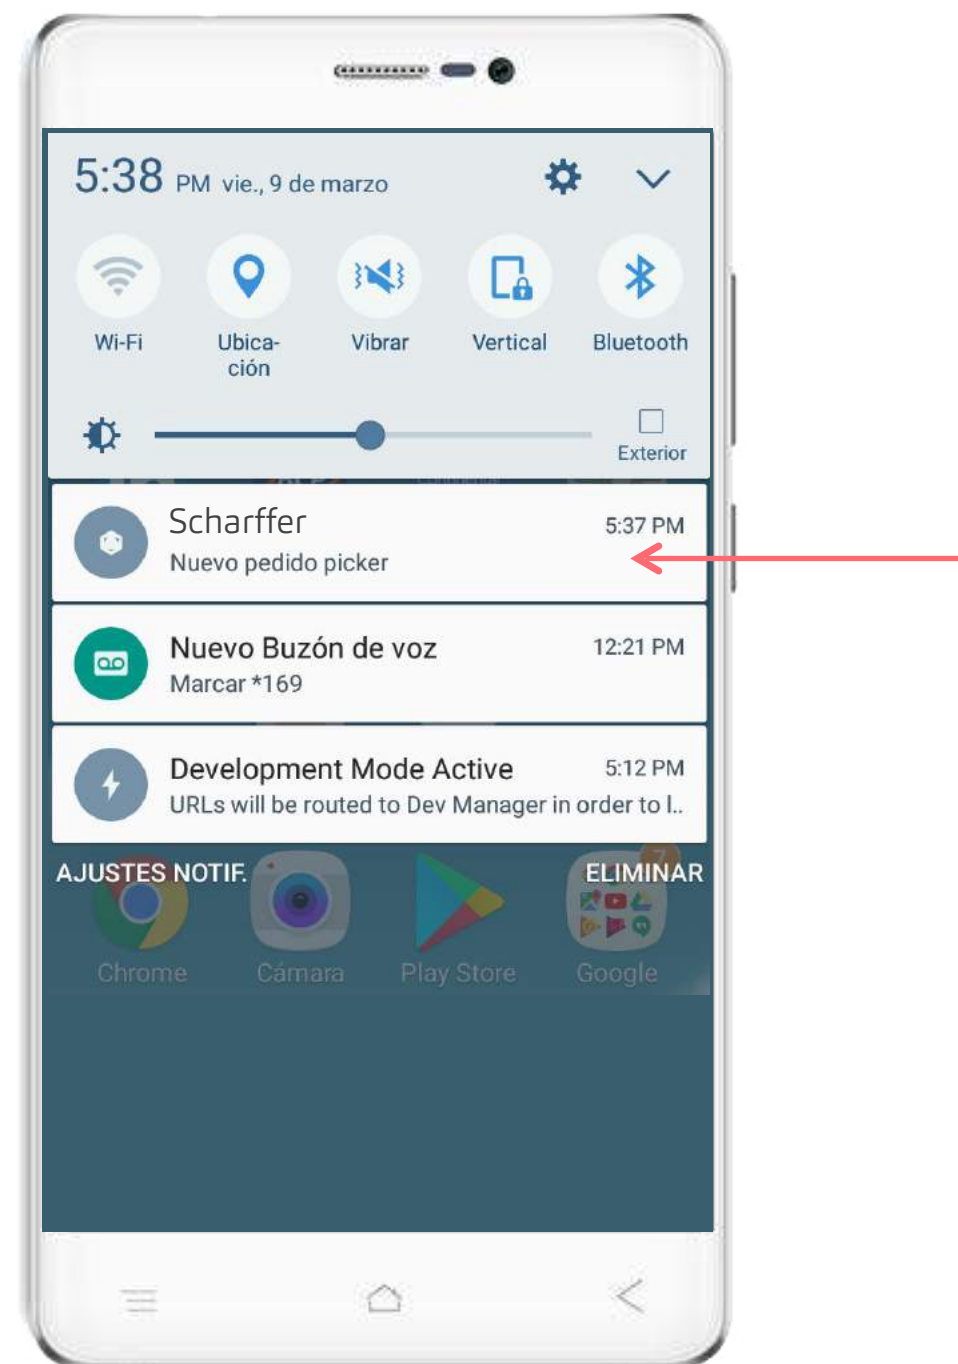 5:38 PM vie., 9 de marzo
Wi-Fi
Ubica-
ción
Vibrar
Vertical
Bluetooth
Exterior
Scharffer 5:37 PM
Nuevo pedido picker
Nuevo Buzón de voz 12:21 PM
Marcar *169
Development Mode Active 5:12 PM
URLs will be routed to Dev Manager in order to l..
AJUSTES NOTIF. ELIMINAR
7
Chrome Cámara Play Store Google